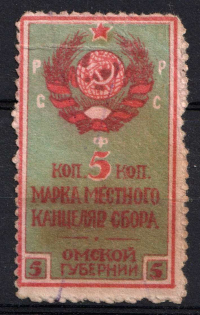 Р Р
С С
Ф
КОП. 5 КОП.
МАРКА МЕСТНОГО
КАНЦЕЛЯР. СБОРА
ОМСКОЙ
5 ГУБЕРНИИ 5